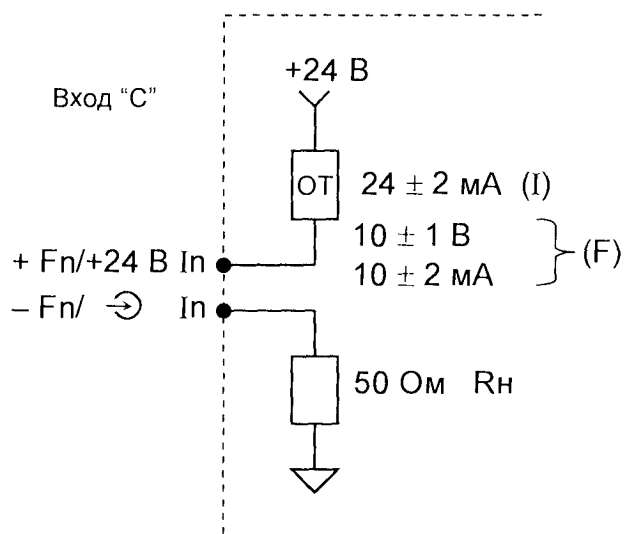 +24 В
Вход “С”
ОТ
24 ± 2 мА (I)
10 ± 1 В
10 ± 2 мА
(F)
+ Fn/+24 В In
– Fn/ In
50 Ом Rн